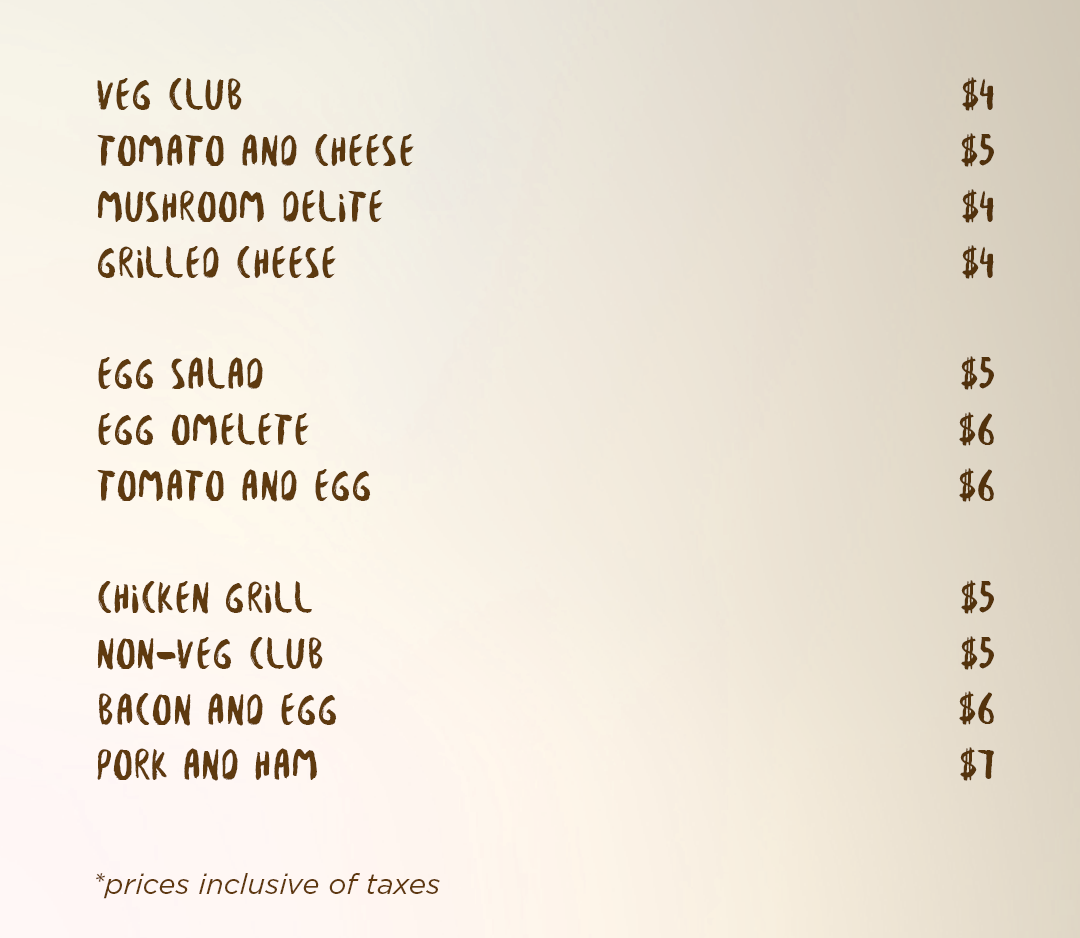 VEG CLUB $4
TOMATO AND CHEESE $5
MUSHROOM DELITE $4
GRILLED CHEESE $4
EGG SALAD $5
EGG OMELETE $6
TOMATO AND EGG $6
CHICKEN GRILL $5
NON-VEG CLUB $5
BACON AND EGG $6
PORK AND HAM $7
*prices inclusive of taxes